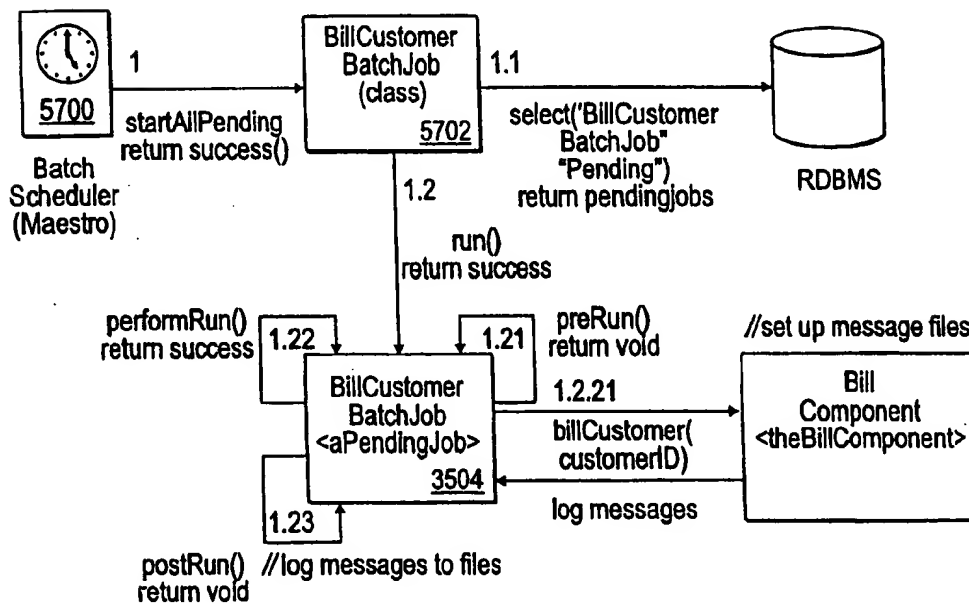 1
5700
startAllPending
return success()
Batch
Scheduler
(Maestro)
BillCustomer
BatchJob
(class)
5702
1.1
select('BillCustomer
BatchJob"
"Pending")
return pendingjobs
RDBMS
1.2
run()
return success
performRun()
return success
1.22
1.21
preRun()
return void
//set up message files
BillCustomer
BatchJob
<aPendingJob>
3504
1.2.21
billCustomer(
customerID)
log messages
Bill
Component
<theBillComponent>
1.23
postRun() //log messages to files
return void